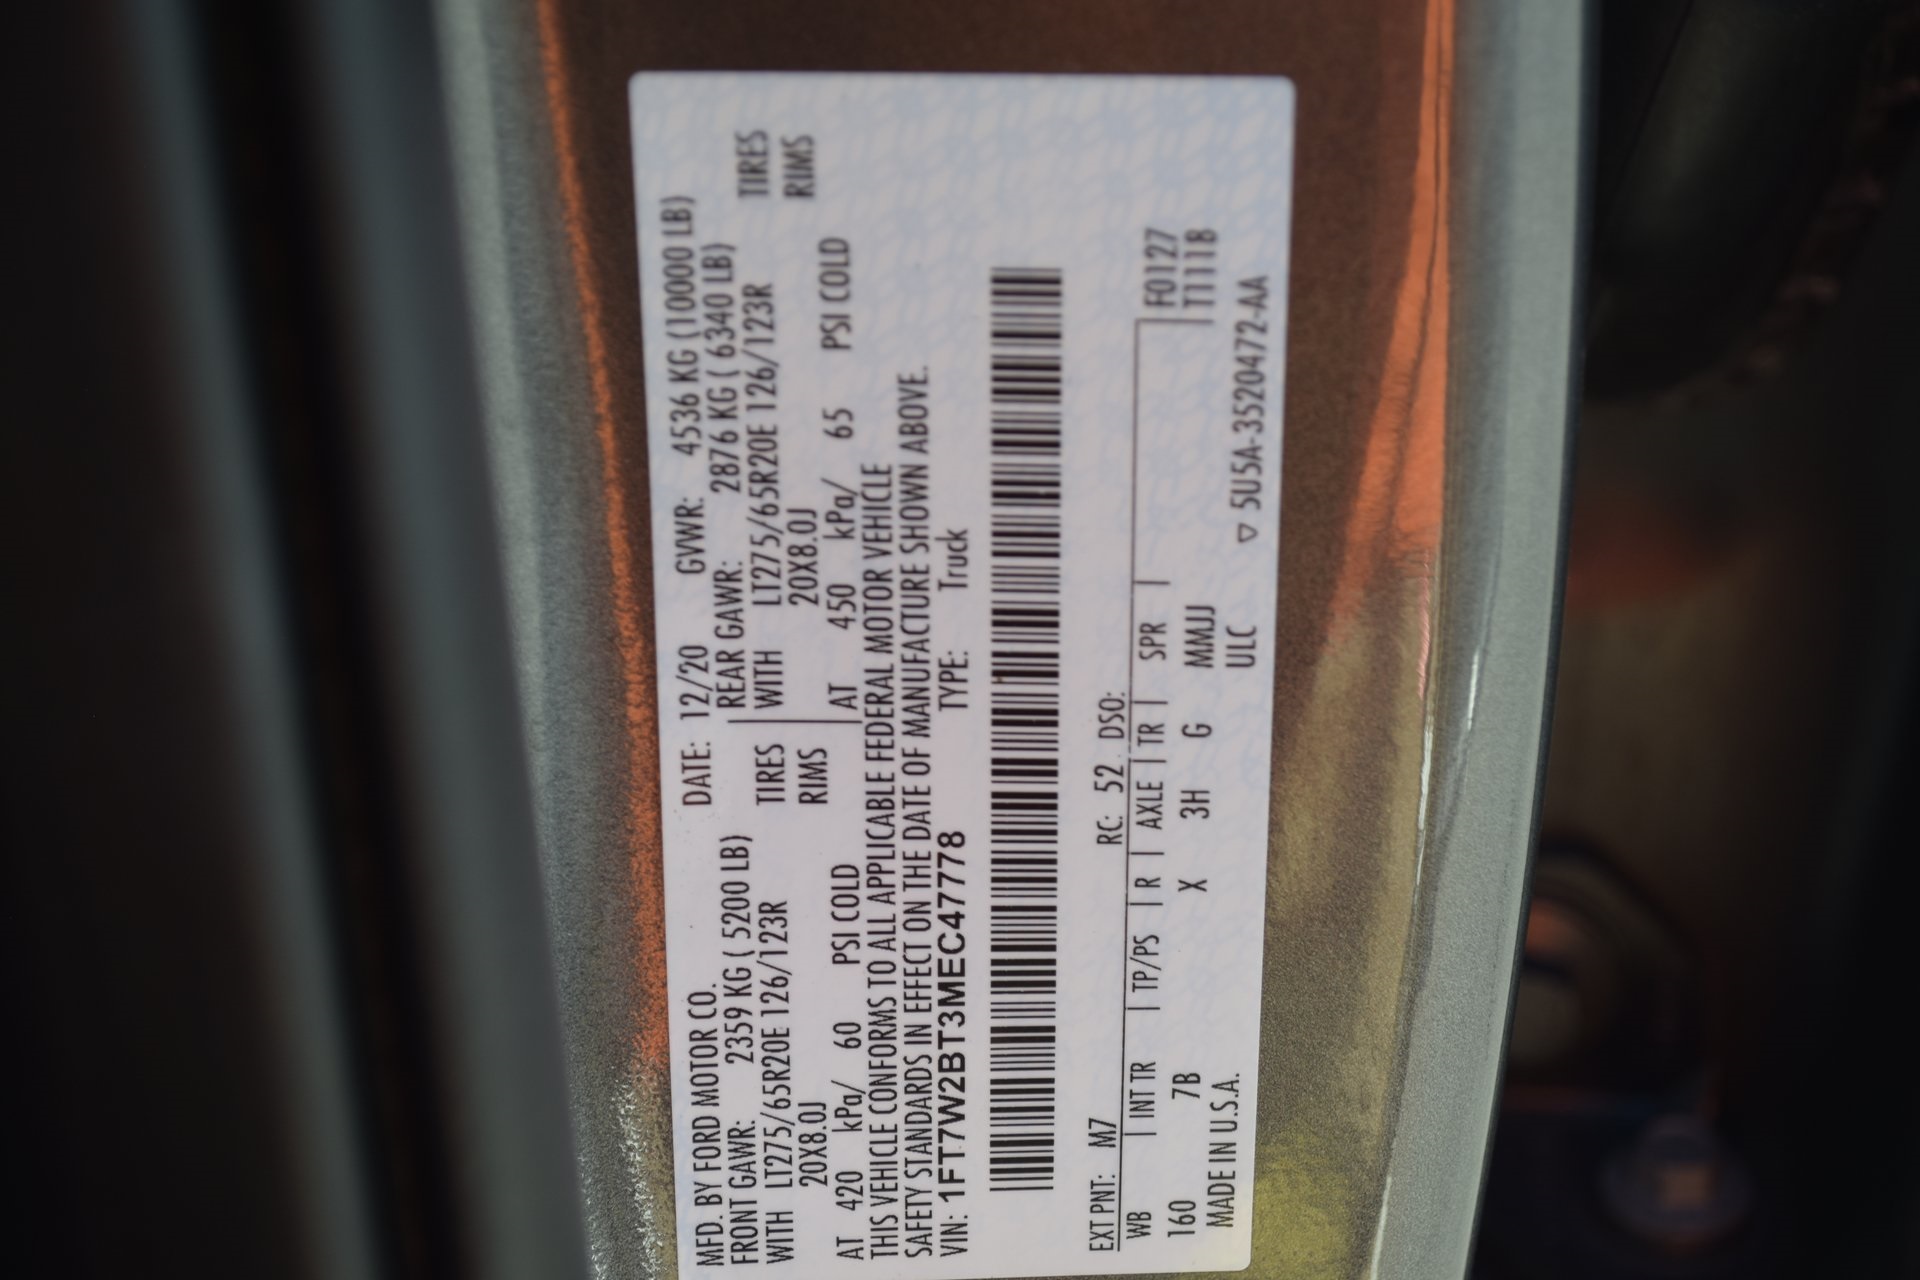 MFD. BY FORD MOTOR CO. DATE: 12/20 GVWR: 4536 KG (10000 LB)
FRONT GAWR: 2359 KG ( 5200 LB) REAR GAWR: 2876 KG ( 6340 LB)
WITH LT275/65R20E 126/123R TIRES WITH LT275/65R20E 126/123R TIRES
20X8.0J RIMS 20X8.0J RIMS
AT 420 kPa/ 60 PSI COLD AT 450 kPa/ 65 PSI COLD
THIS VEHICLE CONFORMS TO ALL APPLICABLE FEDERAL MOTOR VEHICLE
SAFETY STANDARDS IN EFFECT ON THE DATE OF MANUFACTURE SHOWN ABOVE.
VIN: 1FT7W2BT3MEC47778 TYPE: Truck
EXT PNT: M7 RC: 52 DSO:
WB | INT TR | TP/PS | R | AXLE | TR | SPR | F0127
160 7B X 3H G MMJJ T111B
MADE IN U.S.A. ULC ▽ 5U5A-3520472-AA